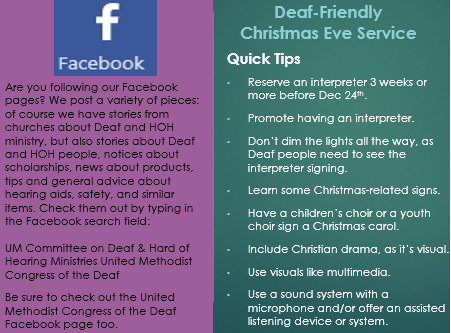 f
Facebook
Are you following our Facebook
pages? We post a variety of pieces:
of course we have stories from
churches about Deaf and HOH
ministry, but also stories about Deaf
and HOH people, notices about
scholarships, news about products,
tips and general advice about
hearing aids, safety, and similar
items. Check them out by typing in
the Facebook search field:
UM Committee on Deaf & Hard of
Hearing Ministries United Methodist
Congress of the Deaf
Be sure to check out the United
Methodist Congress of the Deaf
Facebook page too.
Deaf-Friendly
Christmas Eve Service
Quick Tips
- Reserve an interpreter 3 weeks or
more before Dec 24th.
- Promote having an interpreter.
- Don't dim the lights all the way, as
Deaf people need to see the
interpreter signing.
- Learn some Christmas-related signs.
- Have a children's choir or a youth
choir sign a Christmas carol.
- Include Christian drama, as it's visual.
- Use visuals like multimedia.
- Use a sound system with a
microphone and/or offer an assisted
listening device or system.